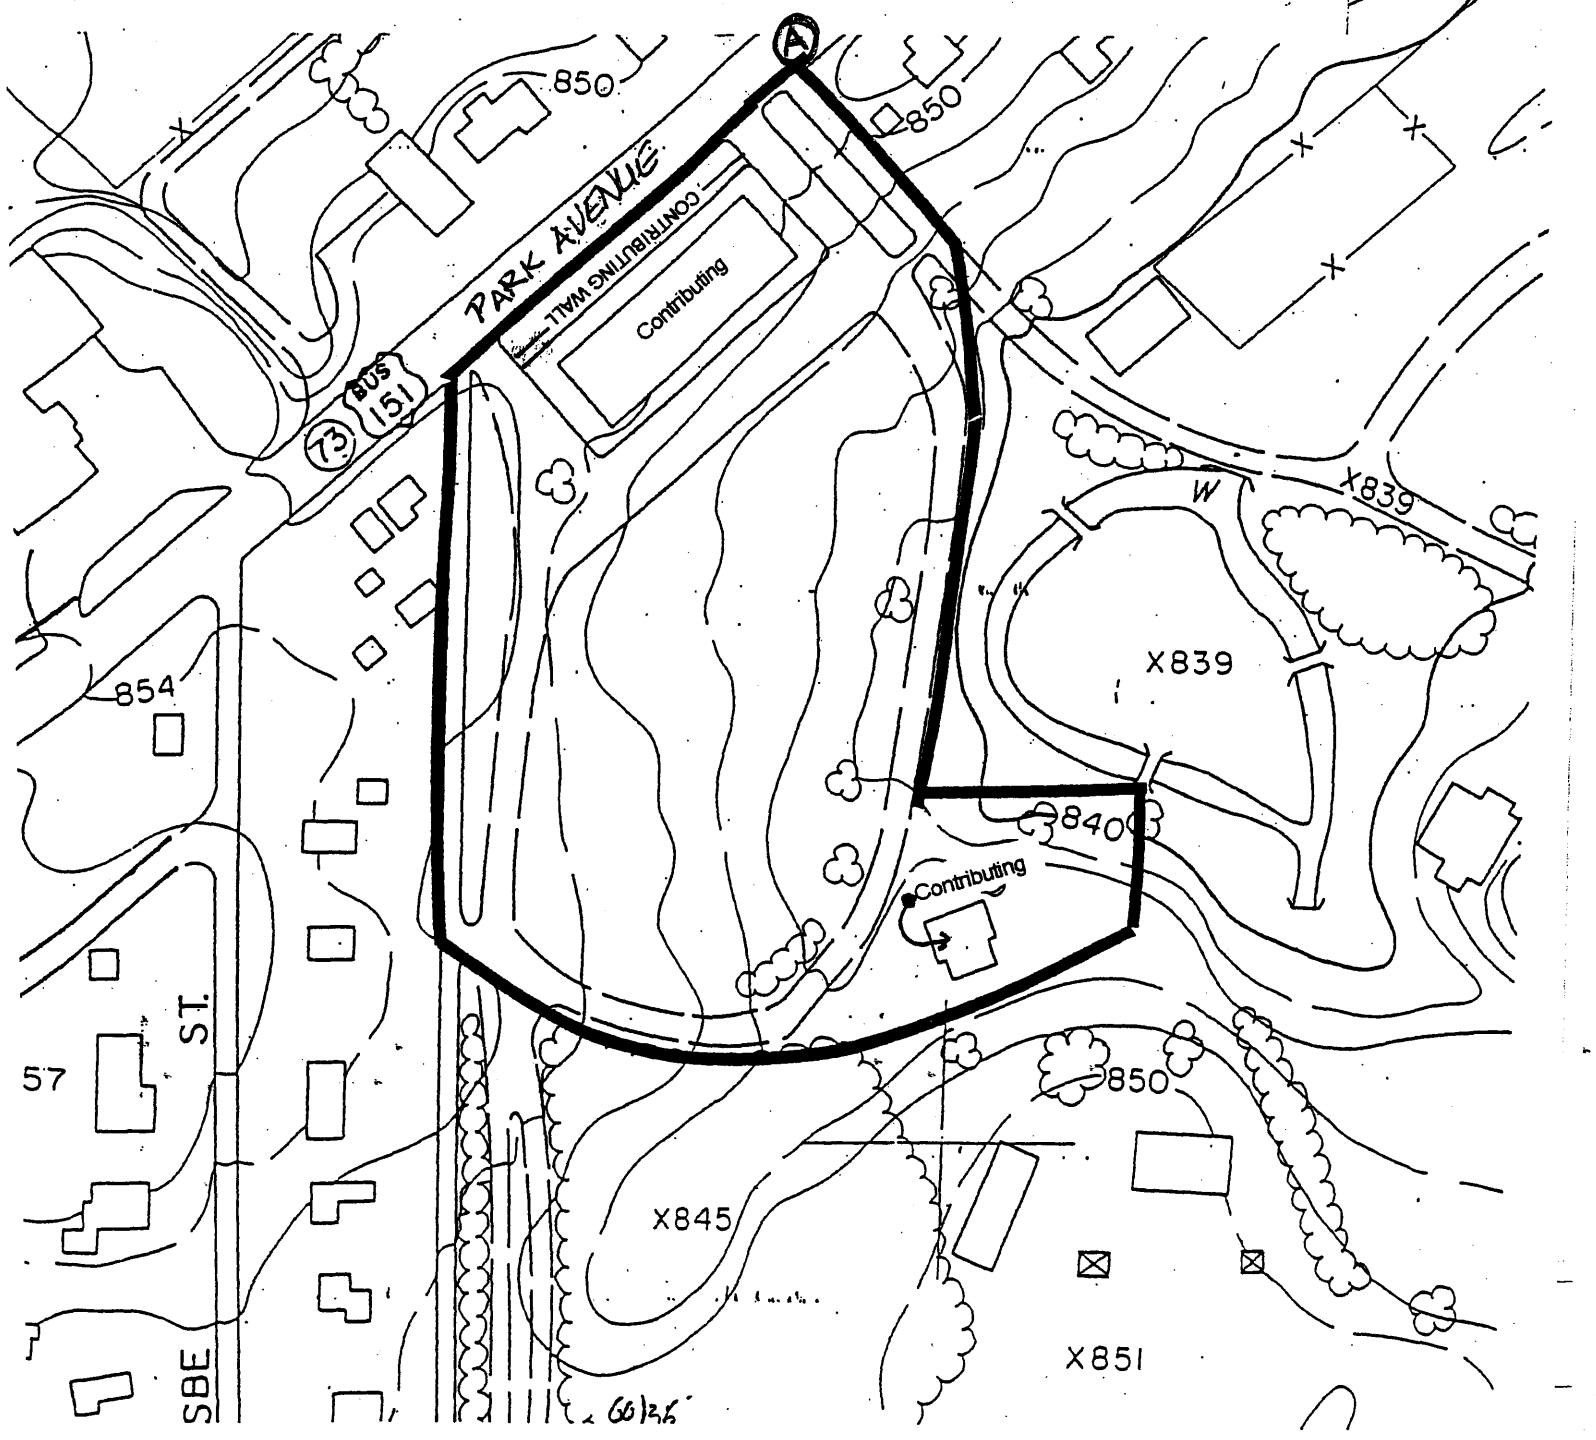 A
850
850
PARK AVENUE
CONTRIBUTING WALL
Contributing
BUS
151
73
X839
W
X839
854
840
Contributing
ST.
57
850
X845
X851
SBE